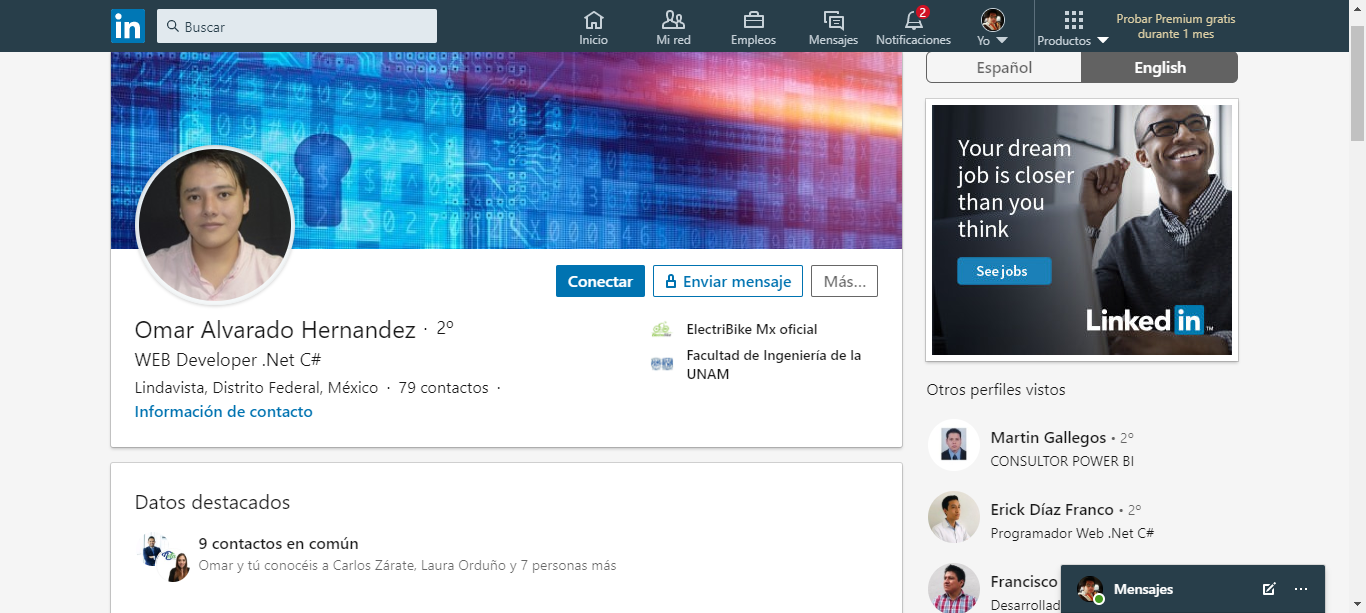 in
Buscar
Inicio
Mi red
Empleos
Mensajes
2
Notificaciones
Yo
Productos
Probar Premium gratis
durante 1 mes
Español
English
Your dream
job is closer
than you
think
See jobs
Linked in ™
Conectar
Enviar mensaje
Más...
Omar Alvarado Hernandez · 2º
WEB Developer .Net C#
Lindavista, Distrito Federal, México · 79 contactos ·
Información de contacto
ElectriBike Mx oficial
Facultad de Ingeniería de la
UNAM
Datos destacados
9 contactos en común
Omar y tú conocéis a Carlos Zárate, Laura Orduño y 7 personas más
Otros perfiles vistos
Martin Gallegos • 2º
CONSULTOR POWER BI
Erick Díaz Franco • 2º
Programador Web .Net C#
Francisco
Desarrollad
Mensajes